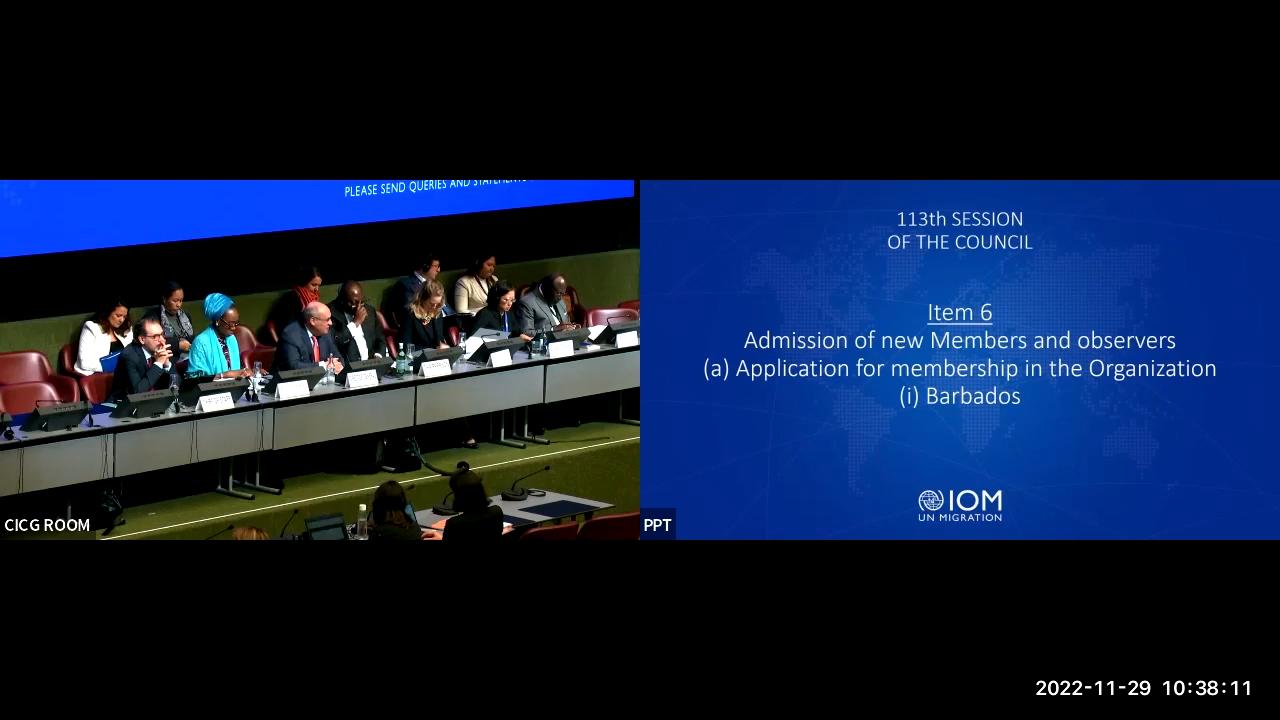 PLEASE SEND QUERIES AND STATEMENTS
CICG ROOM
113th SESSION
OF THE COUNCIL
Item 6
Admission of new Members and observers
(a) Application for membership in the Organization
(i) Barbados
IOM
UN MIGRATION
PPT
2022-11-29 10:38:11